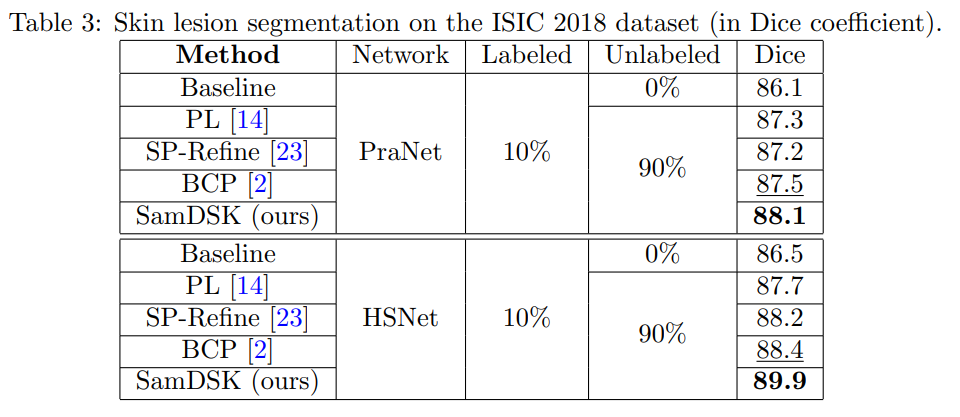 Table 3: Skin lesion segmentation on the ISIC 2018 dataset (in Dice coefficient).
Method Network Labeled Unlabeled Dice
Baseline 0% 86.1
PL [14] 87.3
SP-Refine [23] PraNet 10% 90% 87.2
BCP [2] 87.5
SamDSK (ours) 88.1
Baseline 0% 86.5
PL [14] 87.7
SP-Refine [23] HSNet 10% 90% 88.2
BCP [2] 88.4
SamDSK (ours) 89.9